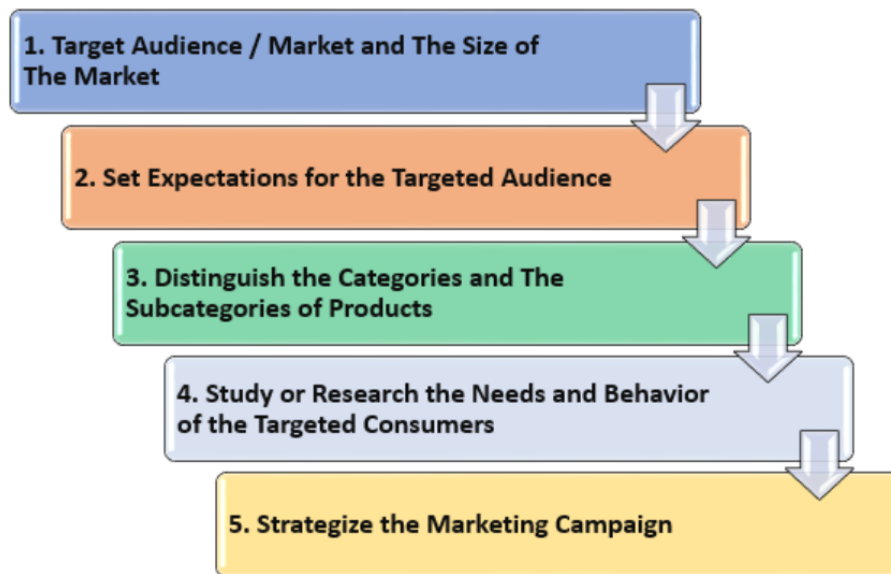 1. Target Audience / Market and The Size of
The Market
2. Set Expectations for the Targeted Audience
3. Distinguish the Categories and The
Subcategories of Products
4. Study or Research the Needs and Behavior
of the Targeted Consumers
5. Strategize the Marketing Campaign